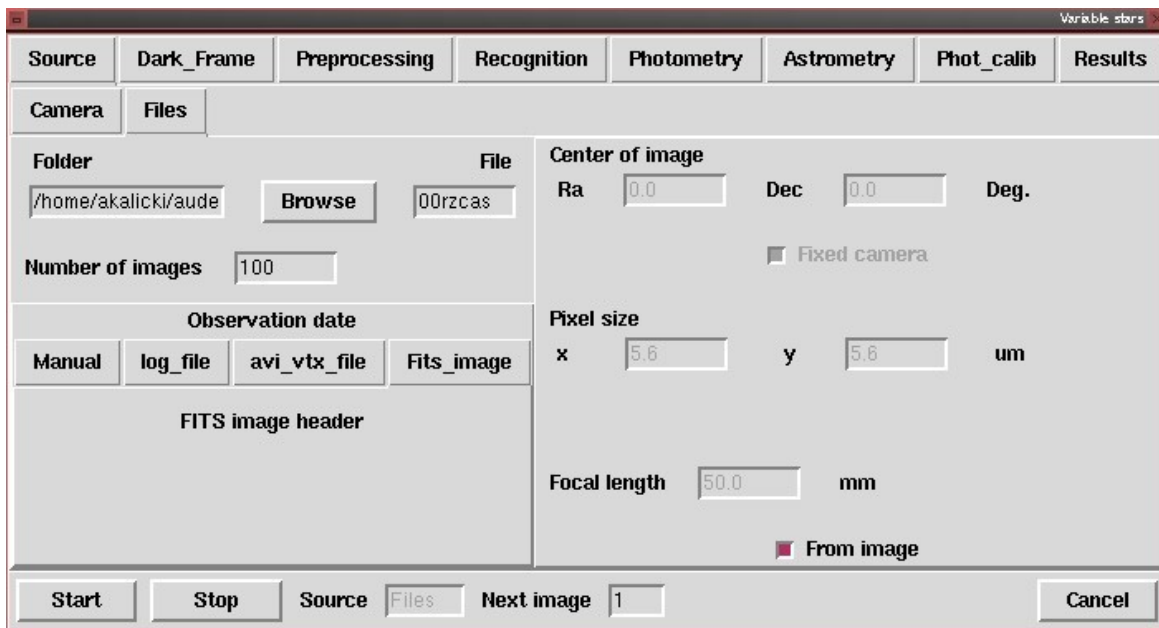 Variable stars
Source Dark_Frame Preprocessing Recognition Photometry Astrometry Phot_calib Results
Camera Files
Folder File
/home/akalicki/aude Browse 00rzcas
Number of images 100
Observation date
Manual log_file avi_vtx_file Fits_image
FITS image header
Center of image
Ra 0.0 Dec 0.0 Deg.
Fixed camera
Pixel size
x 5.6 y 5.6 um
Focal length 50.0 mm
From image
Start Stop Source Files Next image 1 Cancel